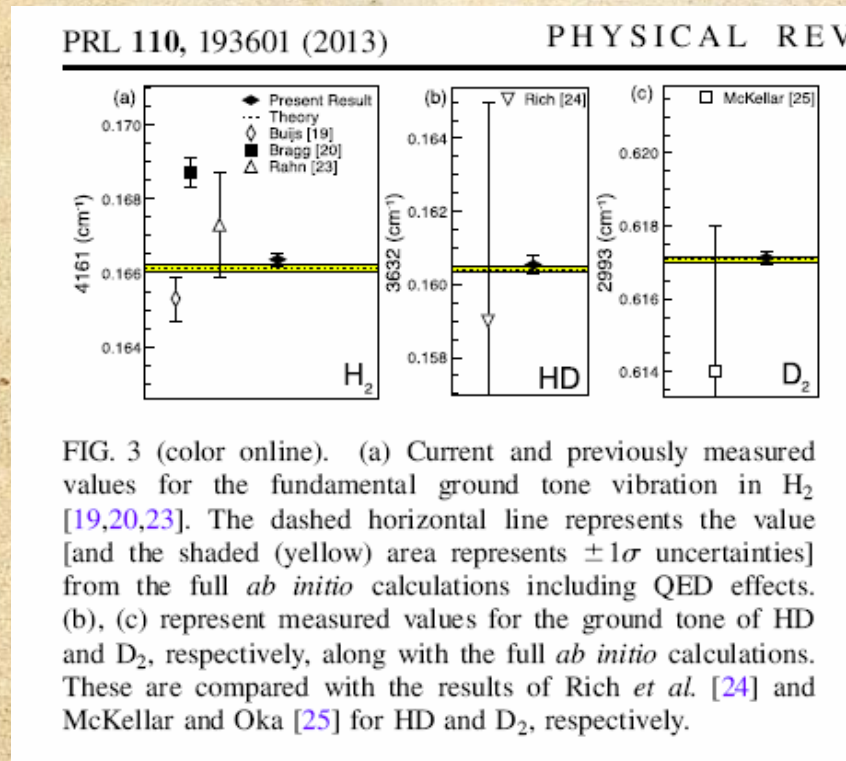 PRL 110, 193601 (2013) PHYSICAL REV
(a)
Present Result
Theory
Buijs [19]
Bragg [20]
Rahn [23]
0.170
0.168
0.166
0.164
4161 (cm⁻¹)
H₂
(b)
Rich [24]
0.164
0.162
0.160
0.158
3632 (cm⁻¹)
HD
(c)
McKellar [25]
0.620
0.618
0.616
0.614
2993 (cm⁻¹)
D₂
FIG. 3 (color online). (a) Current and previously measured
values for the fundamental ground tone vibration in H₂
[19,20,23]. The dashed horizontal line represents the value
[and the shaded (yellow) area represents ±1σ uncertainties]
from the full ab initio calculations including QED effects.
(b), (c) represent measured values for the ground tone of HD
and D₂, respectively, along with the full ab initio calculations.
These are compared with the results of Rich et al. [24] and
McKellar and Oka [25] for HD and D₂, respectively.